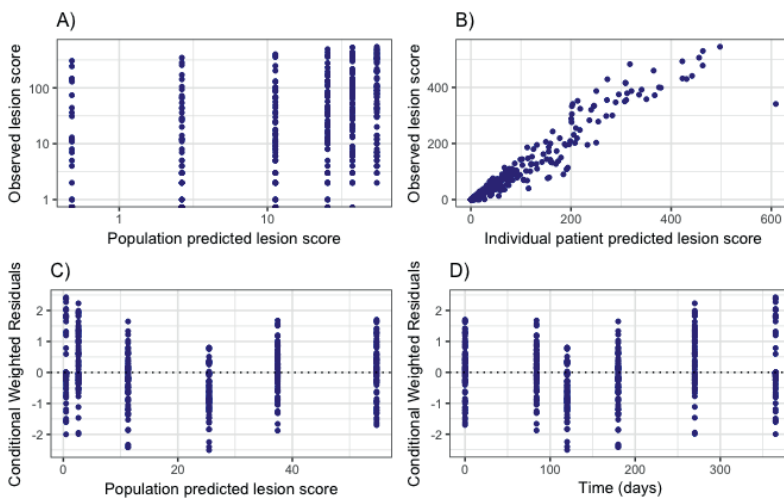 A)
Observed lesion score
100
10
1
1
10
Population predicted lesion score
B)
Observed lesion score
400
200
0
0
200
400
600
Individual patient predicted lesion score
C)
Conditional Weighted Residuals
2
1
0
-1
-2
0
20
40
Population predicted lesion score
D)
Conditional Weighted Residuals
2
1
0
-1
-2
0
100
200
300
Time (days)